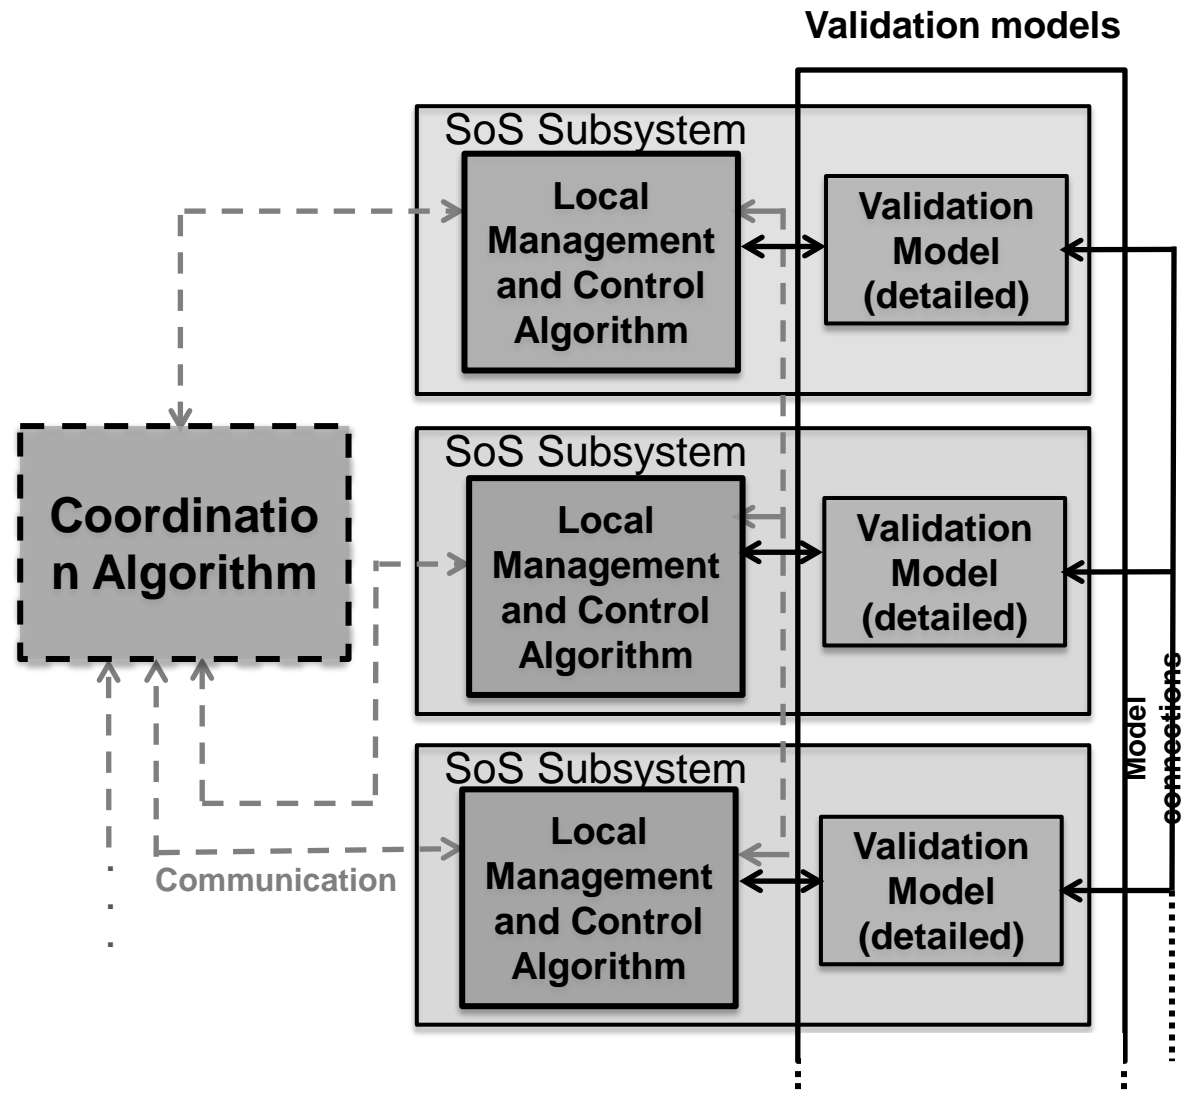 Validation models
SoS Subsystem
Local
Management
and Control
Algorithm
Validation
Model
(detailed)
SoS Subsystem
Local
Management
and Control
Algorithm
Validation
Model
(detailed)
Coordinatio
n Algorithm
SoS Subsystem
Local
Management
and Control
Algorithm
Validation
Model
(detailed)
Communication
Model
connections